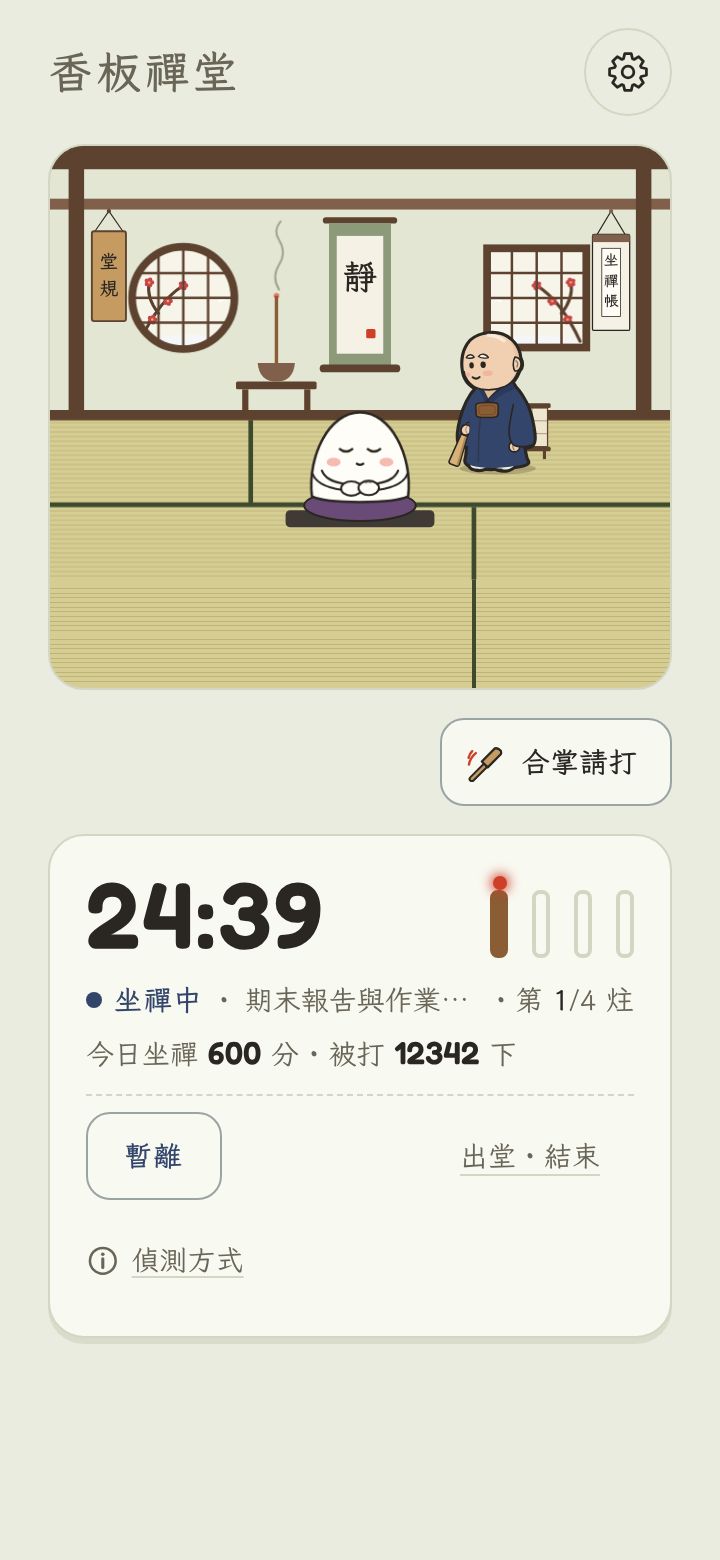 香板禪堂
堂規
靜
坐禪帳
合掌請打
24:39
坐禪中 · 期末報告與作業… · 第 1/4 炷
今日坐禪 600 分 · 被打 12342 下
暫離
出堂 · 結束
偵測方式